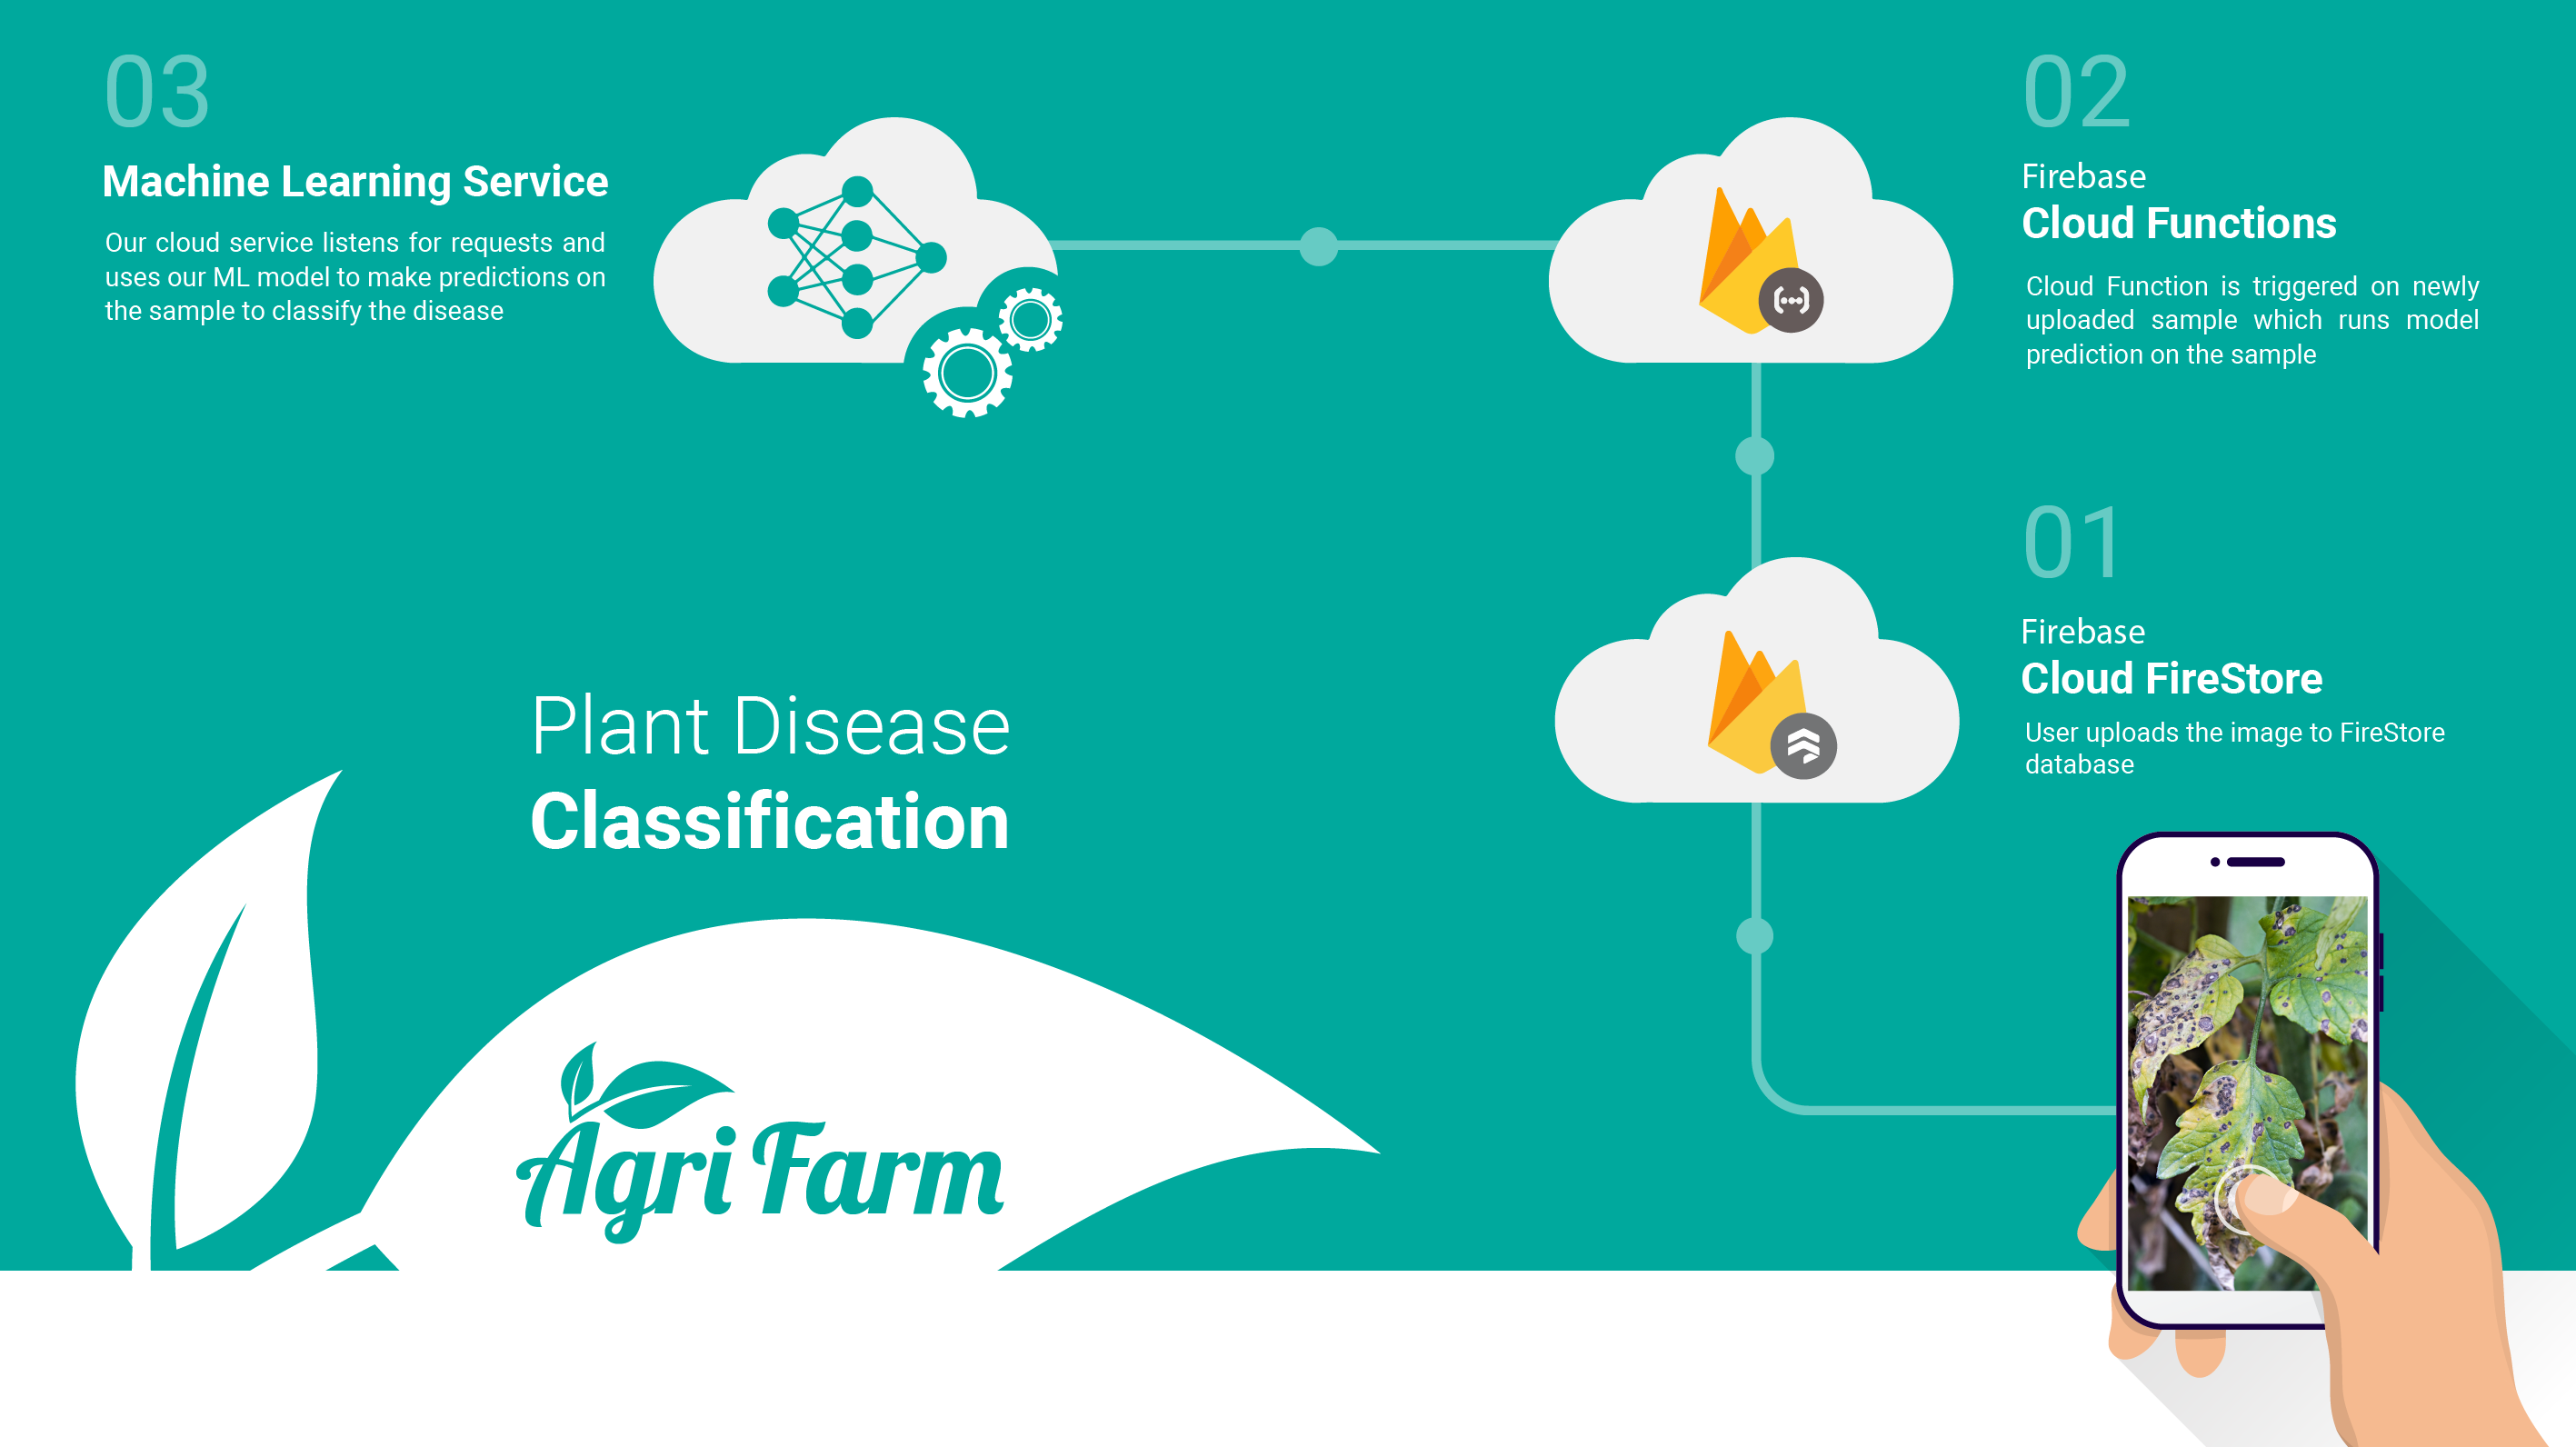 03
Machine Learning Service
Our cloud service listens for requests and
uses our ML model to make predictions on
the sample to classify the disease
02
Firebase
Cloud Functions
Cloud Function is triggered on newly
uploaded sample which runs model
prediction on the sample
01
Firebase
Cloud FireStore
User uploads the image to FireStore
database
Plant Disease
Classification
Agri Farm